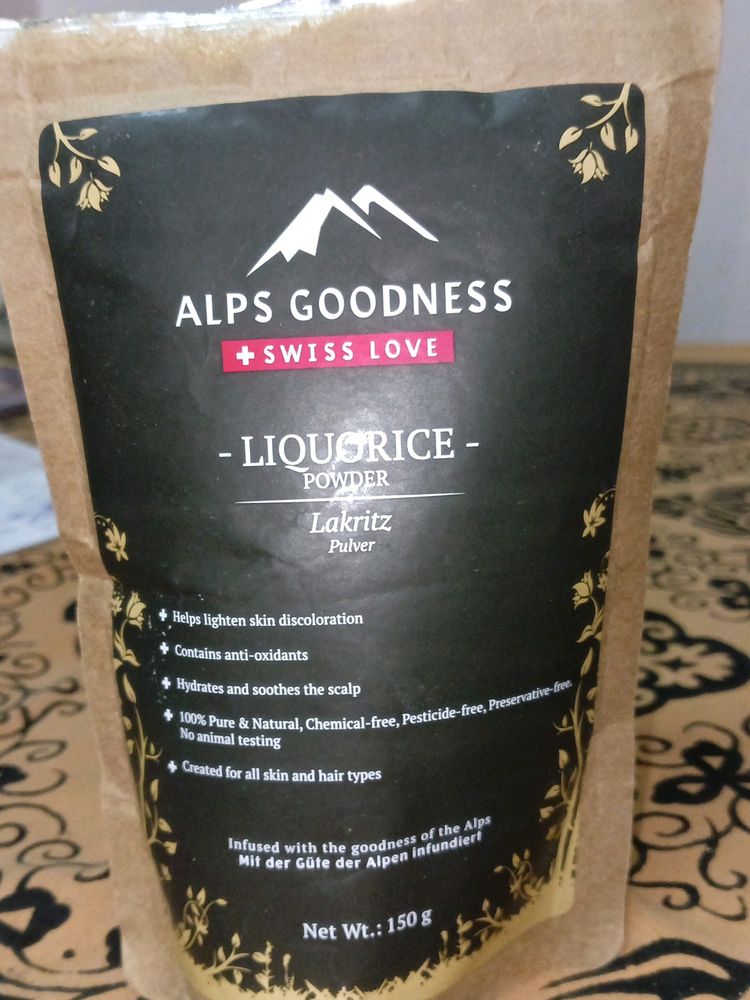 ALPS GOODNESS
SWISS LOVE
- LIQUORICE -
POWDER
Lakritz
Pulver
Helps lighten skin discoloration
Contains anti-oxidants
Hydrates and soothes the scalp
100% Pure & Natural, Chemical-free, Pesticide-free, Preservative-free.
No animal testing
Created for all skin and hair types
Infused with the goodness of the Alps
Mit der Güte der Alpen infundiert
Net Wt.: 150 g